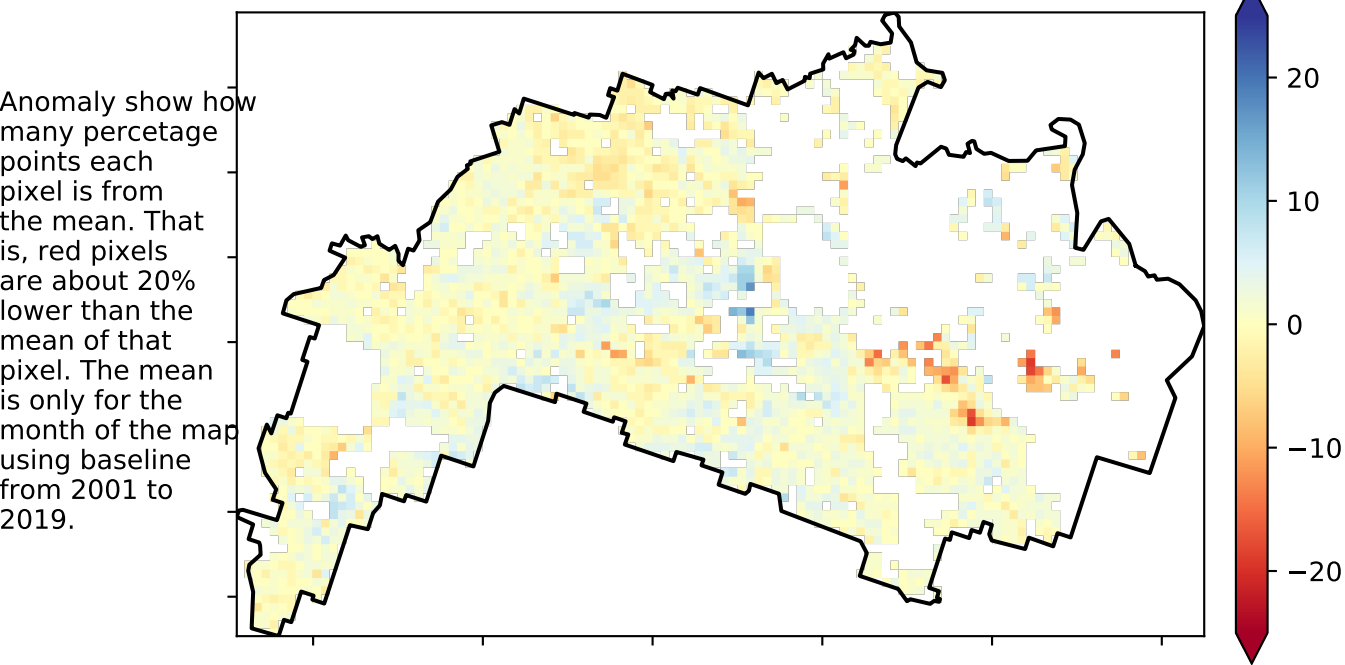 Anomaly show how
many percetage
points each
pixel is from
the mean. That
is, red pixels
are about 20%
lower than the
mean of that
pixel. The mean
is only for the
month of the map
using baseline
from 2001 to
2019.
20
10
0
−10
−20